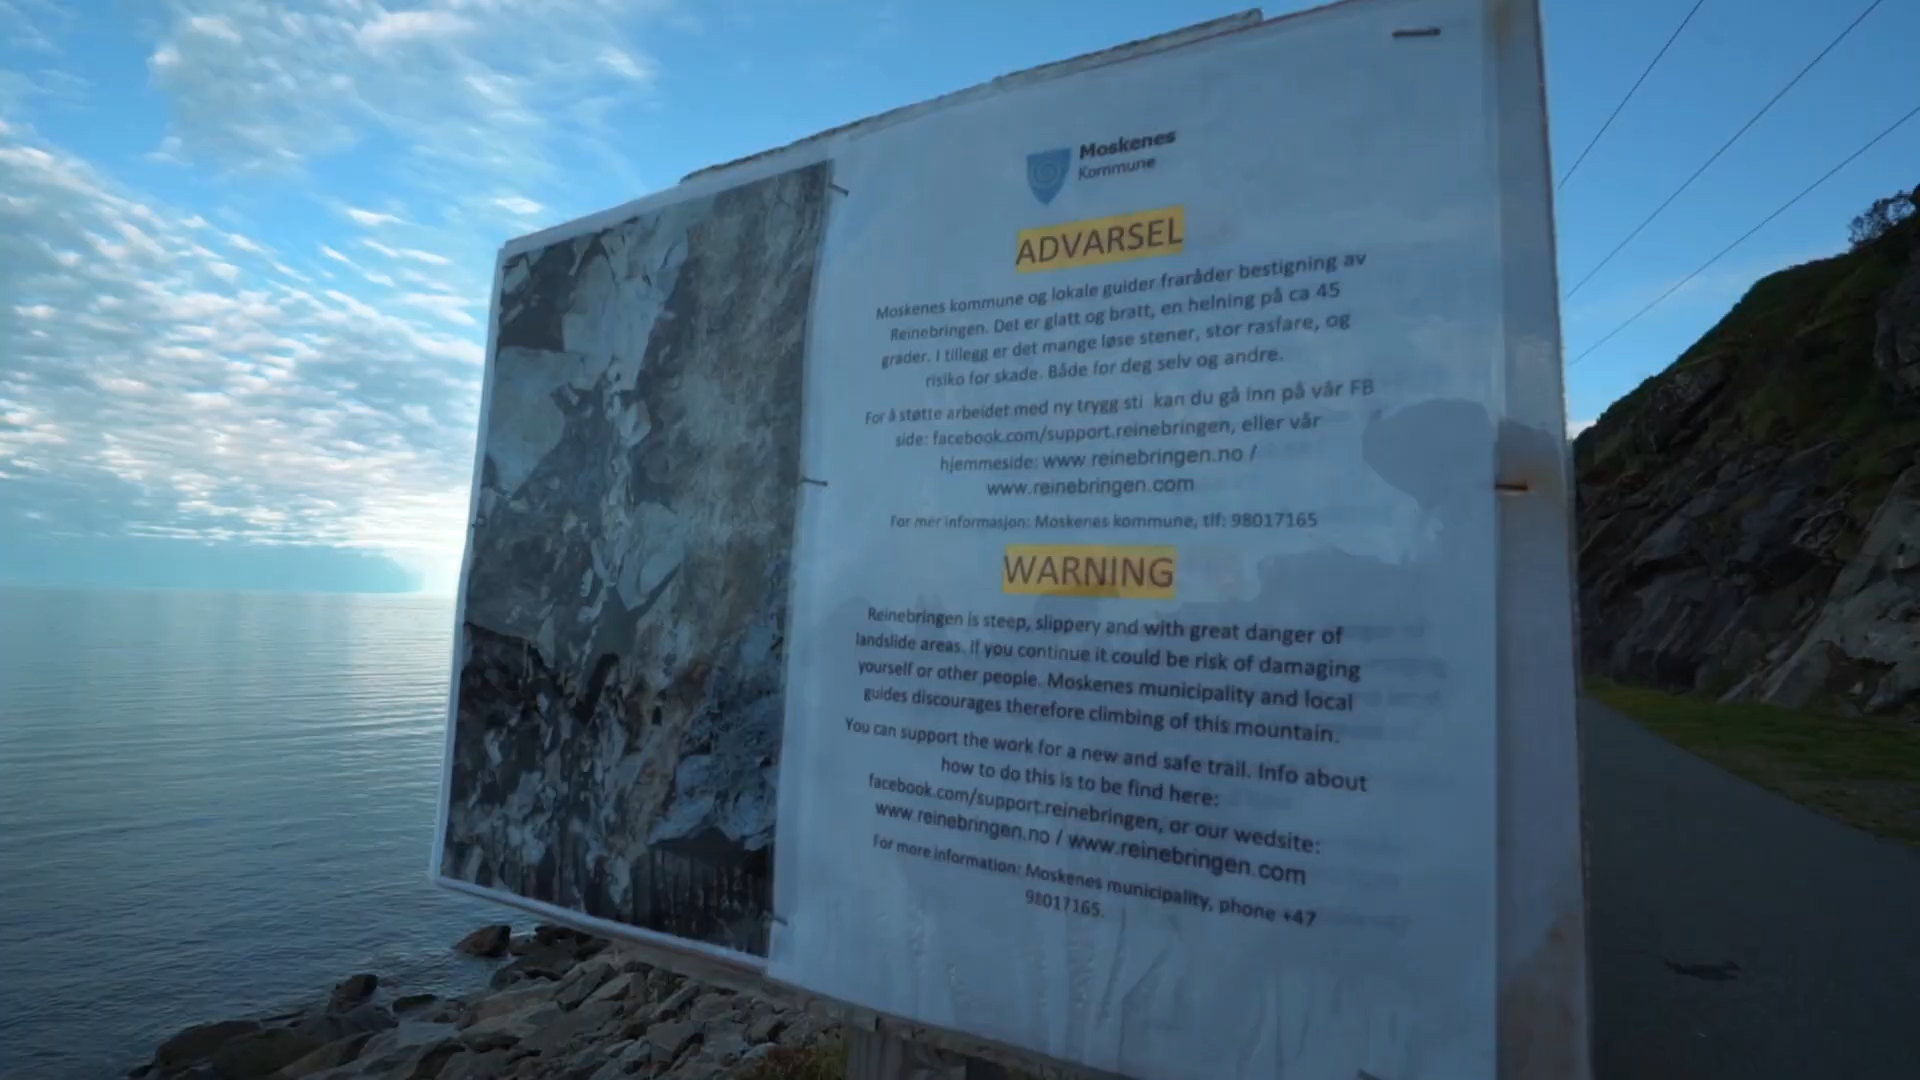 Moskenes
Kommune
ADVARSEL
Moskenes kommune og lokale guider fraråder bestigning av
Reinebringen. Det er glatt og bratt, en helning på ca 45
grader. I tillegg er det mange løse stener, stor rasfare, og
risiko for skade. Både for deg selv og andre.
For å støtte arbeidet med ny trygg sti kan du gå inn på vår FB
side: facebook.com/support.reinebringen, eller vår
hjemmeside: www.reinebringen.no /
www.reinebringen.com
For mer informasjon: Moskenes kommune, tlf: 98017165
WARNING
Reinebringen is steep, slippery and with great danger of
landslide areas. If you continue it could be risk of damaging
yourself or other people. Moskenes municipality and local
guides discourages therefore climbing of this mountain.
You can support the work for a new and safe trail. Info about
how to do this is to be find here:
facebook.com/support.reinebringen, or our wedsite:
www.reinebringen.no / www.reinebringen.com
For more information: Moskenes municipality, phone +47
98017165.